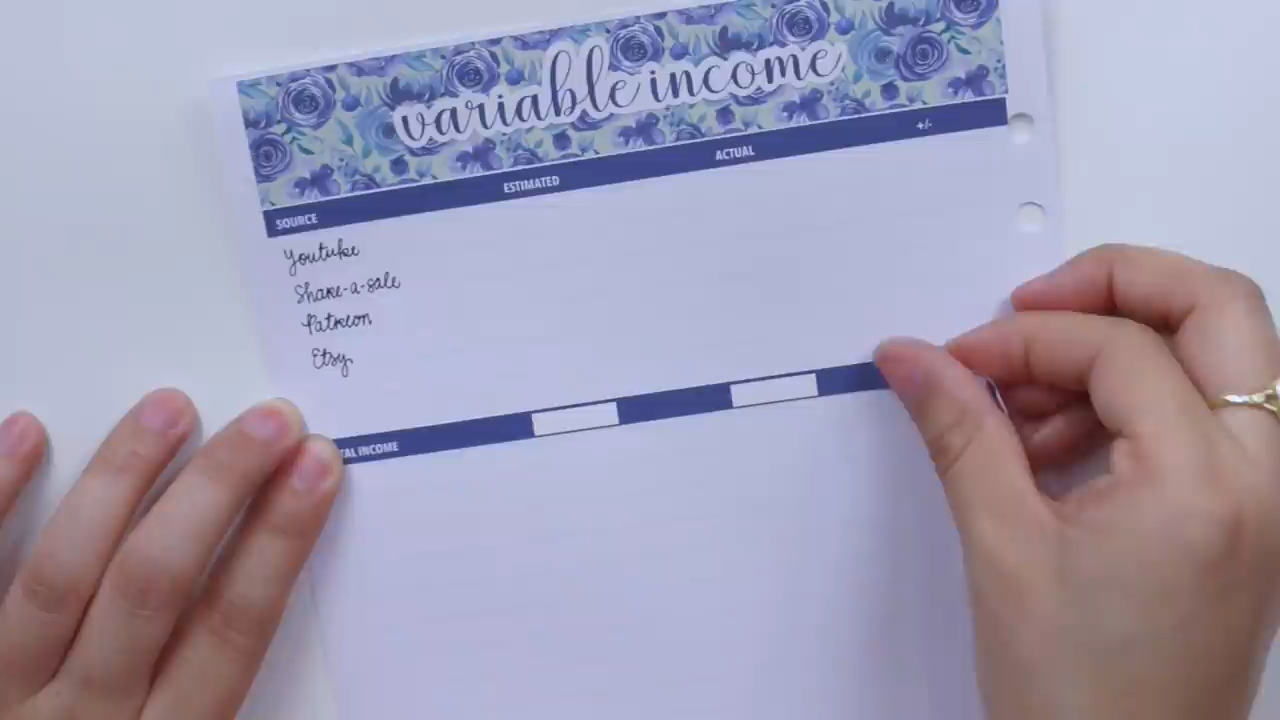 variable income
SOURCE ESTIMATED ACTUAL +/-
Youtube
Share-a-sale
Patreon
Etsy
TAL INCOME